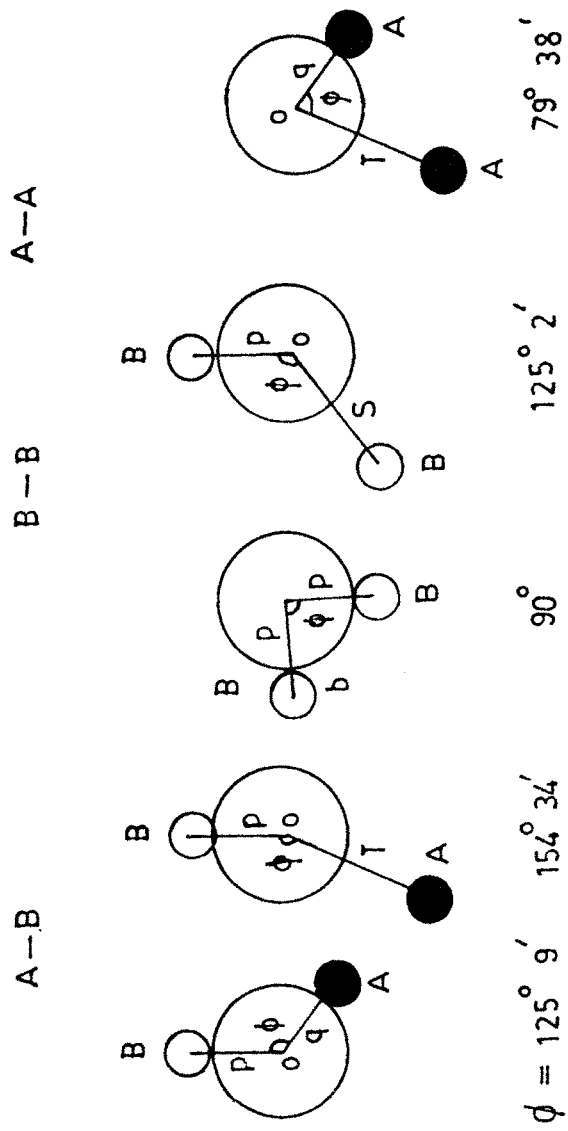 A—B
B—B
A—A
B
P
φ
O
q
A
B
P
φ
O
T
A
B
b
P
P
φ
B
B
P
φ
O
S
B
O
q
φ
T
A
A
φ = 125° 9′
154° 34′
90°
125° 2′
79° 38′